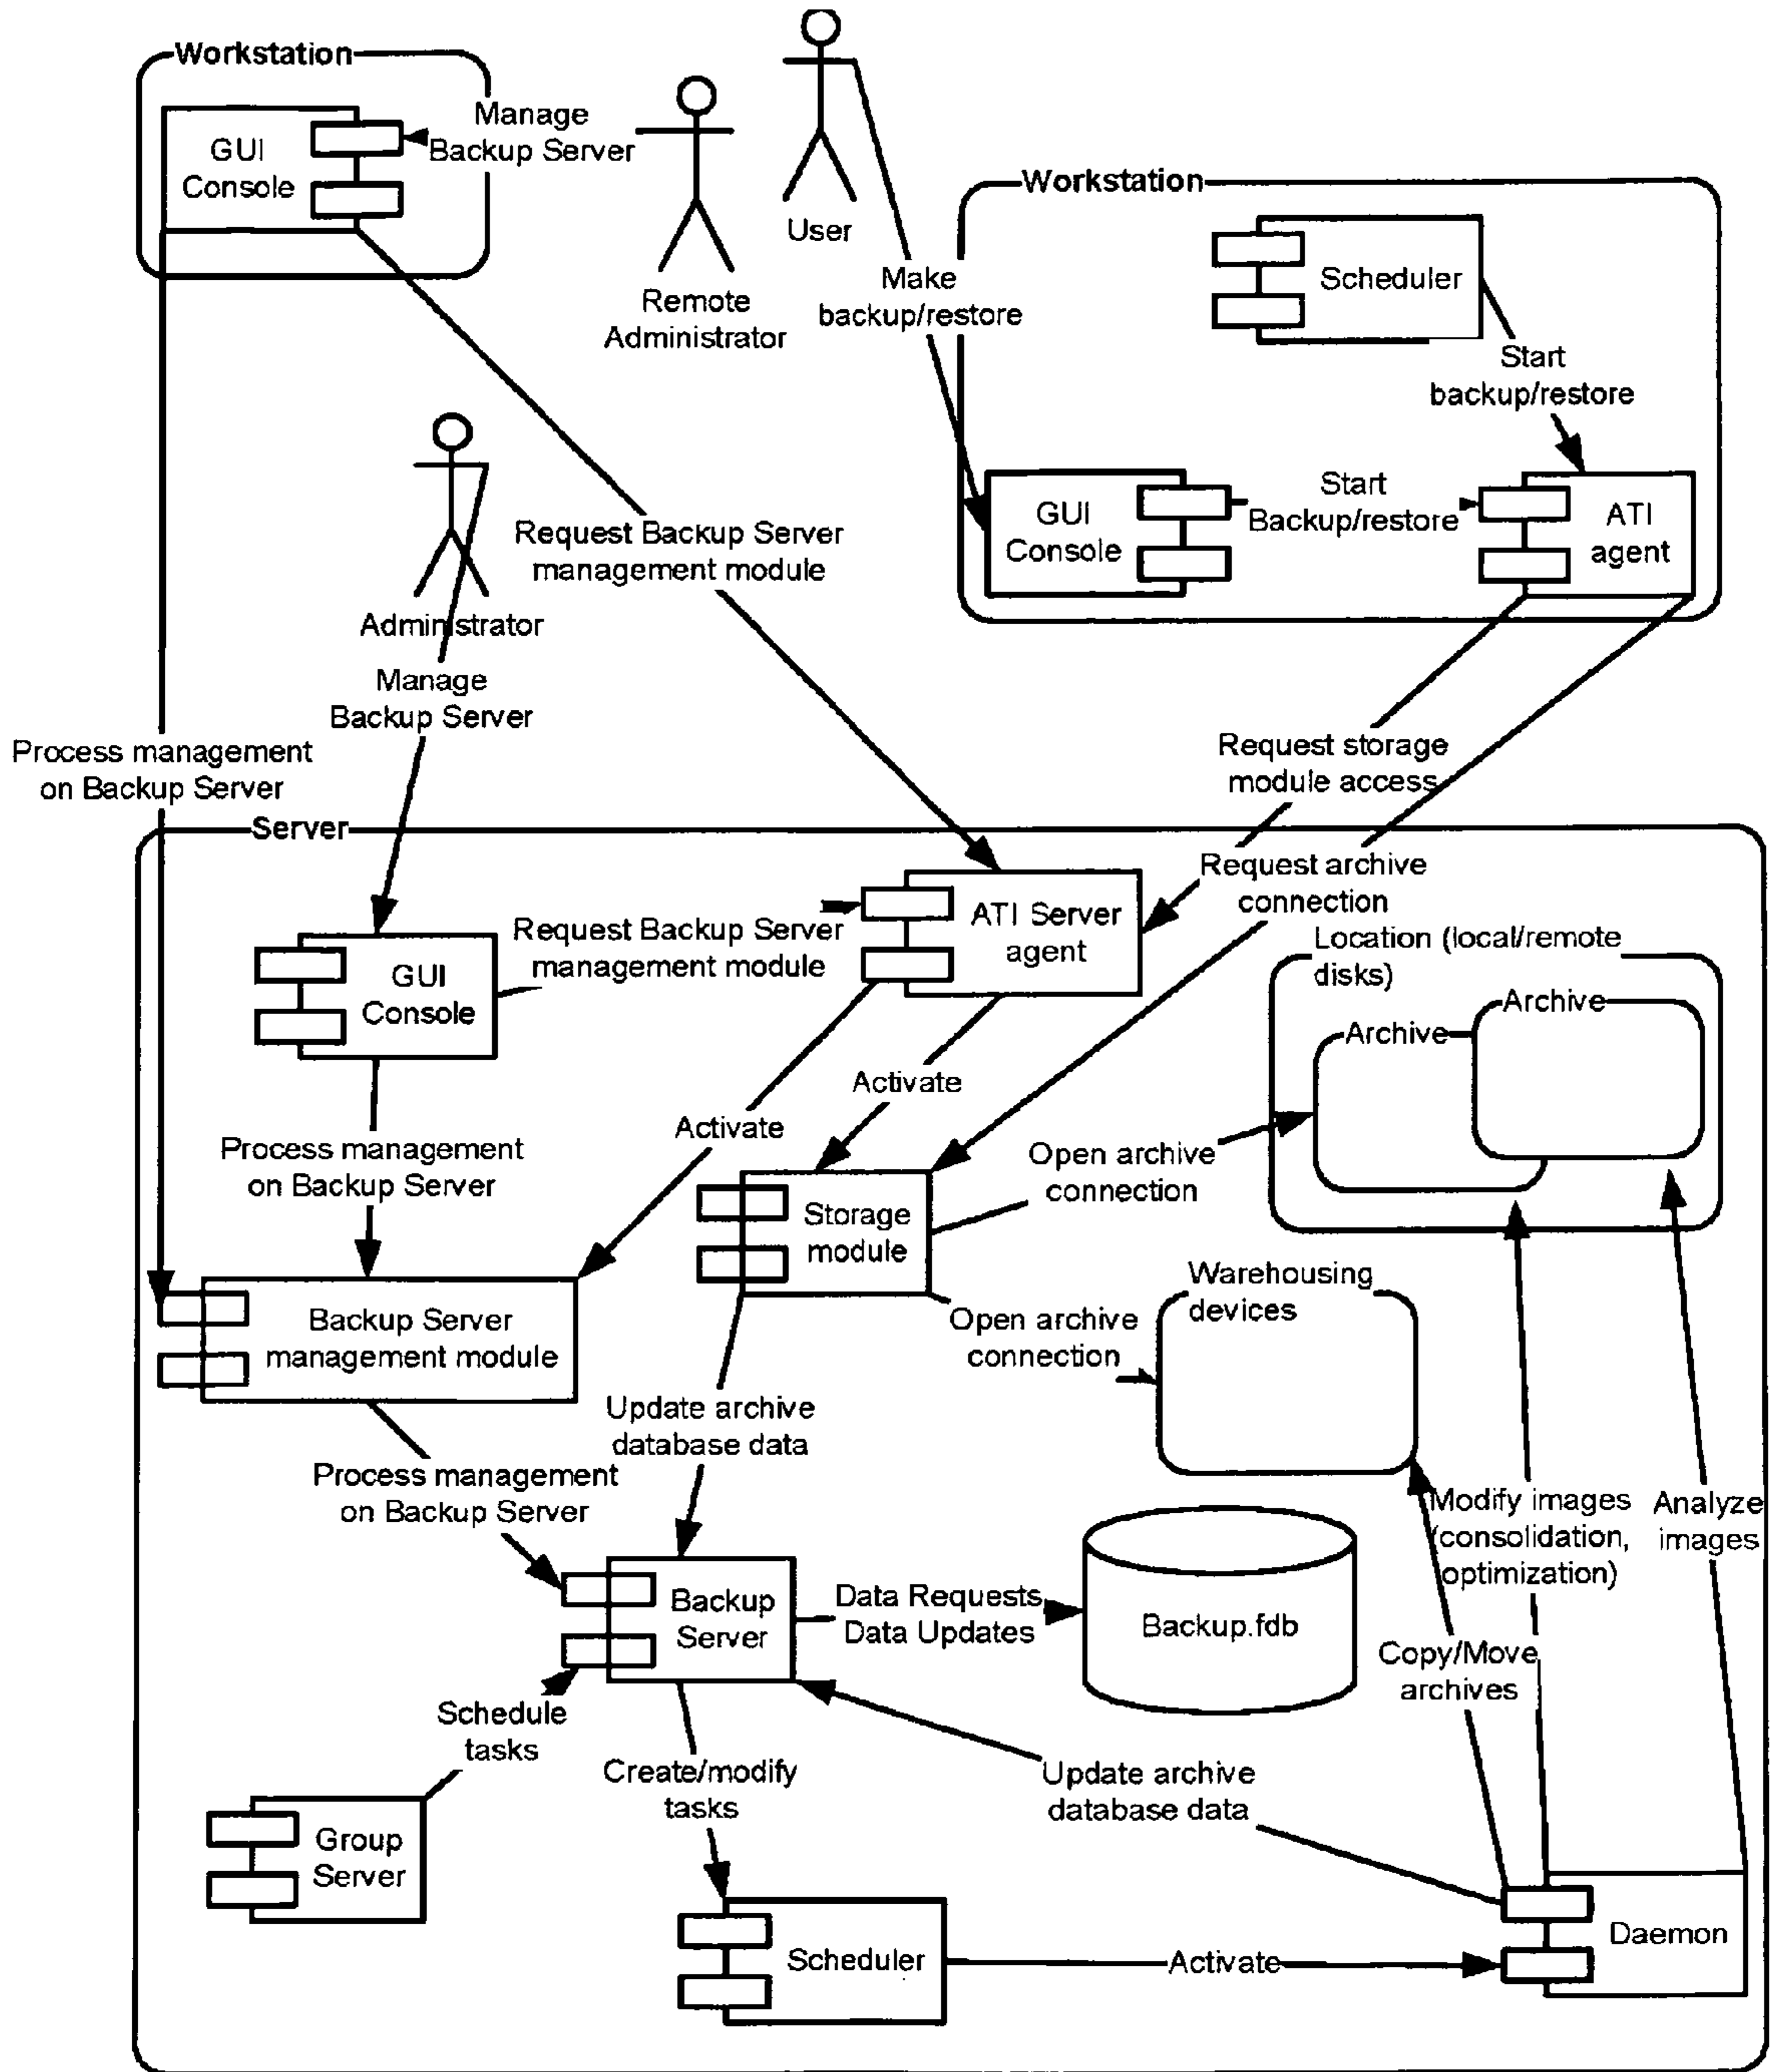 Workstation
GUI
Console
Manage
Backup Server
Remote
Administrator
User
Make
backup/restore
Workstation
Scheduler
Start
backup/restore
GUI
Console
Start
Backup/restore
ATI
agent
Administrator
Manage
Backup Server
Request Backup Server
management module
Process management
on Backup Server
Request storage
module access
Server
Request archive
connection
GUI
Console
Request Backup Server
management module
ATI Server
agent
Location (local/remote
disks)
Archive
Archive
Activate
Activate
Process management
on Backup Server
Open archive
connection
Storage
module
Backup Server
management module
Open archive
connection
Warehousing
devices
Update archive
database data
Process management
on Backup Server
Modify images
(consolidation,
optimization)
Analyze
images
Backup
Server
Data Requests
Data Updates
Backup.fdb
Copy/Move
archives
Schedule
tasks
Create/modify
tasks
Update archive
database data
Group
Server
Scheduler
Activate
Daemon